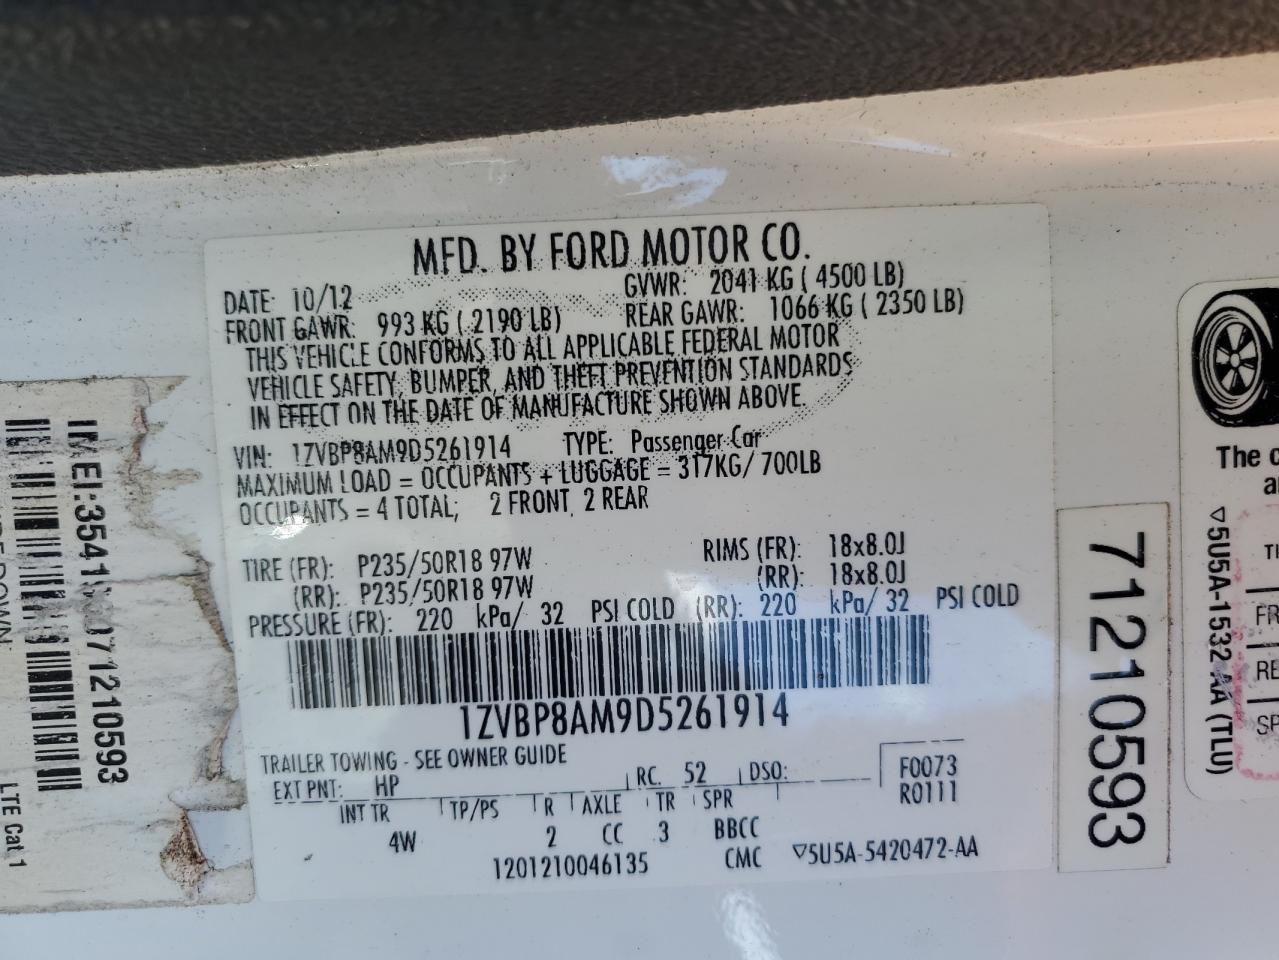 MFD. BY FORD MOTOR CO.
DATE: 10/12 GVWR: 2041 KG ( 4500 LB)
FRONT GAWR: 993 KG ( 2190 LB) REAR GAWR: 1066 KG ( 2350 LB)
THIS VEHICLE CONFORMS TO ALL APPLICABLE FEDERAL MOTOR
VEHICLE SAFETY, BUMPER, AND THEFT PREVENTION STANDARDS
IN EFFECT ON THE DATE OF MANUFACTURE SHOWN ABOVE.
VIN: 1ZVBP8AM9D5261914 TYPE: Passenger Car
MAXIMUM LOAD = OCCUPANTS + LUGGAGE = 317KG/ 700LB
OCCUPANTS = 4 TOTAL; 2 FRONT, 2 REAR
TIRE (FR): P235/50R18 97W RIMS (FR): 18x8.0J
(RR): P235/50R18 97W (RR): 18x8.0J
PRESSURE (FR): 220 kPa/ 32 PSI COLD (RR): 220 kPa/ 32 PSI COLD
1ZVBP8AM9D5261914
TRAILER TOWING - SEE OWNER GUIDE
EXT PNT: HP RC: 52 DSO: F0073
R0111
INT TR TP/PS R AXLE TR SPR
4W 2 CC 3 BBCC
1201210046135 CMC ▽5U5A-5420472-AA
71210593
LTE Cat 1
▽5U5A-1532 AA (TLU)
The c
a
TI
FR
RE
SP